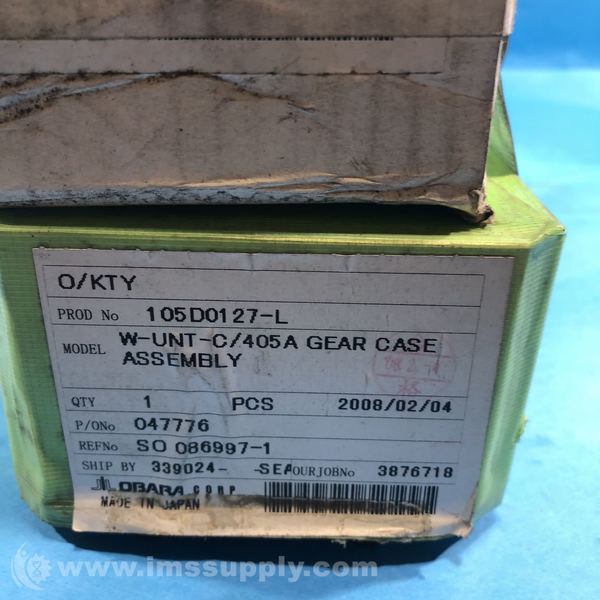 O/KTY
PROD No 105D0127-L
MODEL W-UNT-C/405A GEAR CASE
ASSEMBLY
QTY 1 PCS 2008/02/04
P/ONo 047776
REFNo SO 086997-1
SHIP BY 339024- -SEA OURJOBNo 3876718
OBARA CORP
MADE IN JAPAN
www.imssupply.com